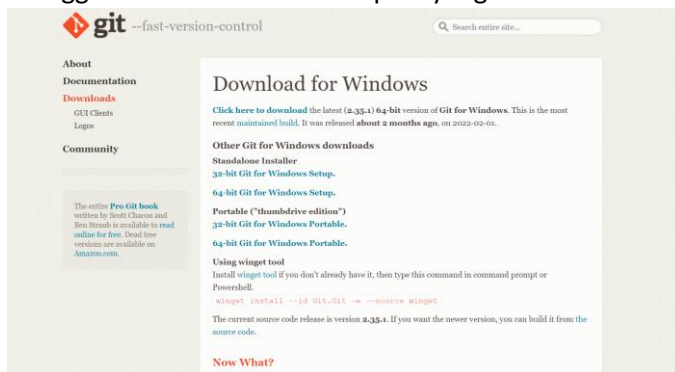 git --fast-version-control
Search entire site...
About
Documentation
Downloads
GUI Clients
Logos
Community
The entire Pro Git book
written by Scott Chacon and
Ben Straub is available to read
online for free. Dead tree
versions are available on
Amazon.com.
Download for Windows
Click here to download the latest (2.35.1) 64-bit version of Git for Windows. This is the most
recent maintained build. It was released about 2 months ago, on 2022-02-01.
Other Git for Windows downloads
Standalone Installer
32-bit Git for Windows Setup.
64-bit Git for Windows Setup.
Portable ("thumbdrive edition")
32-bit Git for Windows Portable.
64-bit Git for Windows Portable.
Using winget tool
Install winget tool if you don't already have it, then type this command in command prompt or
Powershell.
winget install --id Git.Git -e --source winget
The current source code release is version 2.35.1. If you want the newer version, you can build it from the
source code.
Now What?